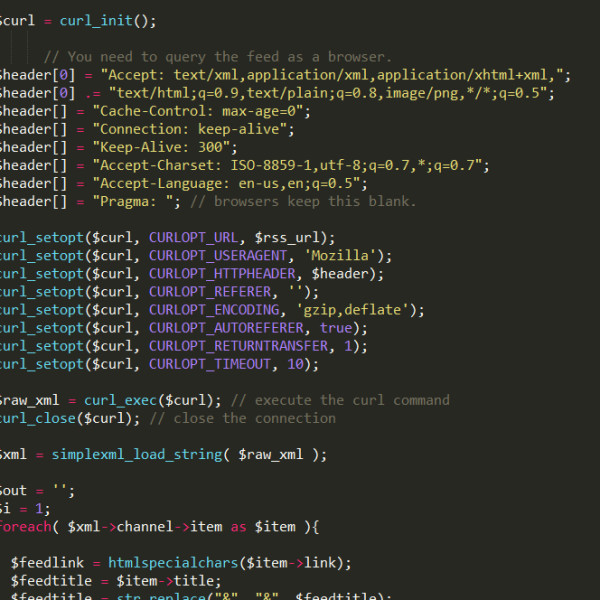 $curl = curl_init();
// You need to query the feed as a browser.
$header[0] = "Accept: text/xml,application/xml,application/xhtml+xml,";
$header[0] .= "text/html;q=0.9,text/plain;q=0.8,image/png,*/*;q=0.5";
$header[] = "Cache-Control: max-age=0";
$header[] = "Connection: keep-alive";
$header[] = "Keep-Alive: 300";
$header[] = "Accept-Charset: ISO-8859-1,utf-8;q=0.7,*;q=0.7";
$header[] = "Accept-Language: en-us,en;q=0.5";
$header[] = "Pragma: "; // browsers keep this blank.
curl_setopt($curl, CURLOPT_URL, $rss_url);
curl_setopt($curl, CURLOPT_USERAGENT, 'Mozilla');
curl_setopt($curl, CURLOPT_HTTPHEADER, $header);
curl_setopt($curl, CURLOPT_REFERER, '');
curl_setopt($curl, CURLOPT_ENCODING, 'gzip,deflate');
curl_setopt($curl, CURLOPT_AUTOREFERER, true);
curl_setopt($curl, CURLOPT_RETURNTRANSFER, 1);
curl_setopt($curl, CURLOPT_TIMEOUT, 10);
$raw_xml = curl_exec($curl); // execute the curl command
curl_close($curl); // close the connection
$xml = simplexml_load_string( $raw_xml );
$out = '';
$i = 1;
foreach( $xml->channel->item as $item ){
$feedlink = htmlspecialchars($item->link);
$feedtitle = $item->title;
$feedtitle = str_replace("&", "&", $feedtitle);